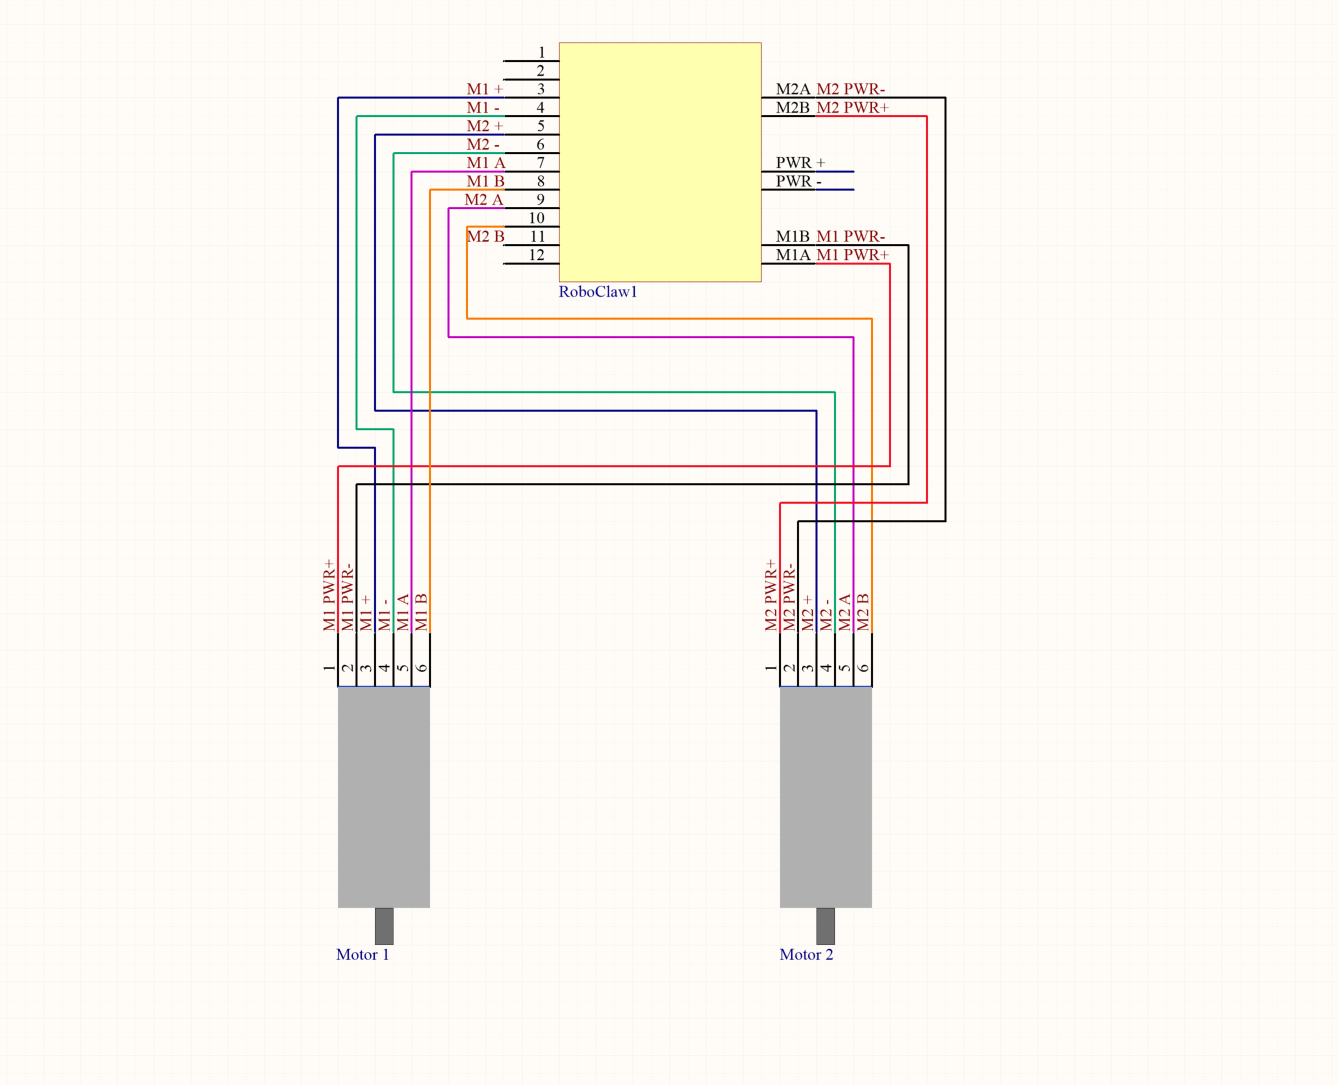 1
2
M1 + 3
M1 - 4
M2 + 5
M2 - 6
M1 A 7
M1 B 8
M2 A 9
10
M2 B 11
12
M2A M2 PWR-
M2B M2 PWR+
PWR +
PWR -
M1B M1 PWR-
M1A M1 PWR+
RoboClaw1
M1 PWR+
M1 PWR-
M1 +
M1 -
M1 A
M1 B
1
2
3
4
5
6
Motor 1
M2 PWR+
M2 PWR-
M2 +
M2 -
M2 A
M2 B
1
2
3
4
5
6
Motor 2